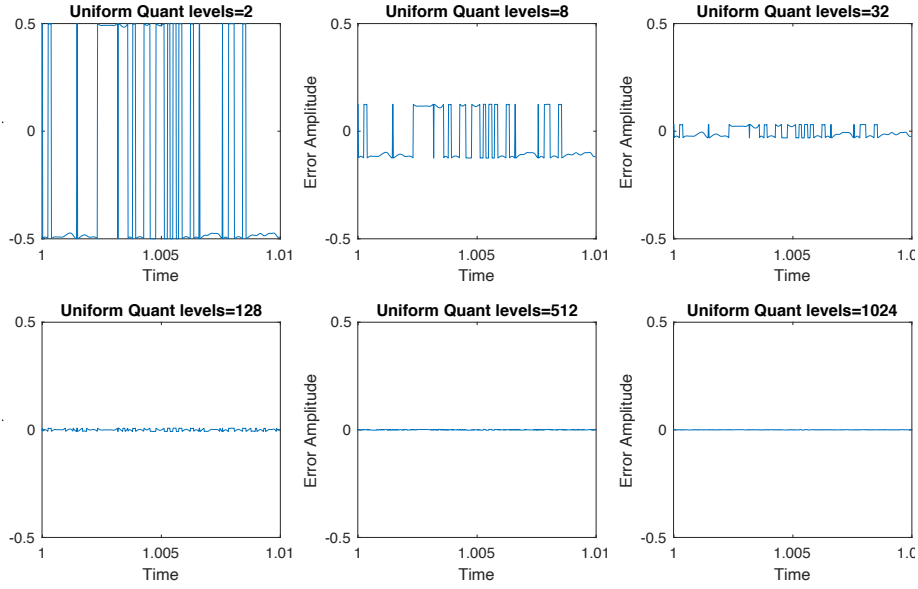 Uniform Quant levels=2
Uniform Quant levels=8
Uniform Quant levels=32
0.5
0
-0.5
1
1.005
1.01
Time
Error Amplitude
0.5
0
-0.5
1
1.005
1.01
Time
Error Amplitude
0.5
0
-0.5
1
1.005
Time
Uniform Quant levels=128
Uniform Quant levels=512
Uniform Quant levels=1024
0.5
0
-0.5
1
1.005
1.01
Time
Error Amplitude
0.5
0
-0.5
1
1.005
1.01
Time
Error Amplitude
0.5
0
-0.5
1
1.005
Time